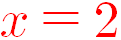 x = 2